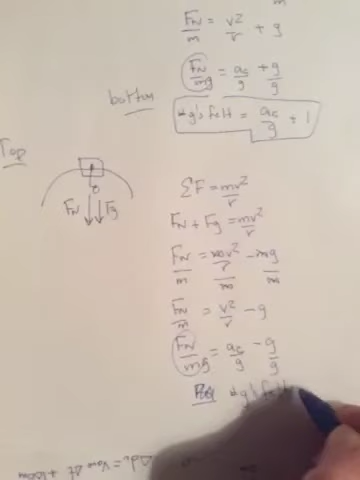 m
FN/m = v²/r + g
FN/mg = ac/g + g/g
bottom
#g's felt = ac/g + 1
Top
FN Fg
ΣF = mv²/r
FN + Fg = mv²/r
FN/m = mv²/r/m - mg/m
FN/m = v²/r - g
FN/mg = ac/g - g/g
#g's f